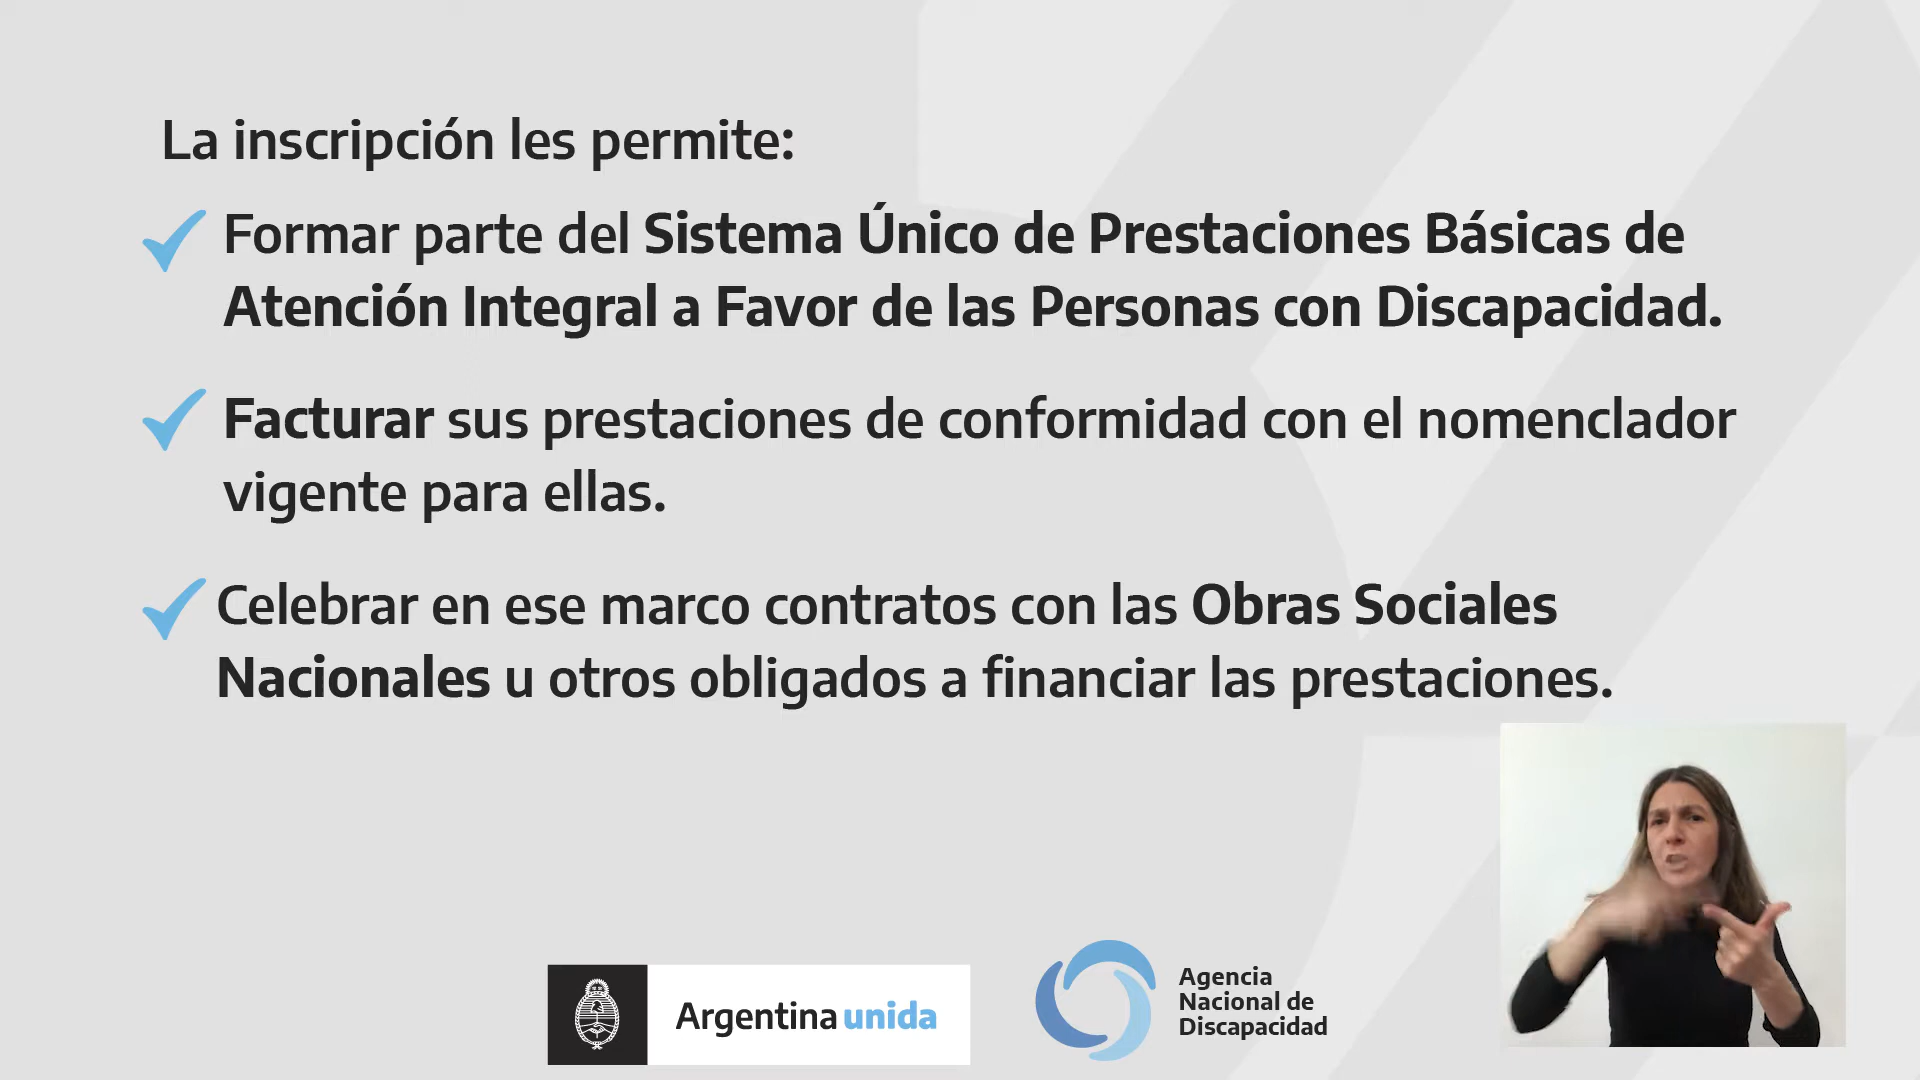 La inscripción les permite:
Formar parte del Sistema Único de Prestaciones Básicas de
Atención Integral a Favor de las Personas con Discapacidad.
Facturar sus prestaciones de conformidad con el nomenclador
vigente para ellas.
Celebrar en ese marco contratos con las Obras Sociales
Nacionales u otros obligados a financiar las prestaciones.
Argentina unida
Agencia
Nacional de
Discapacidad